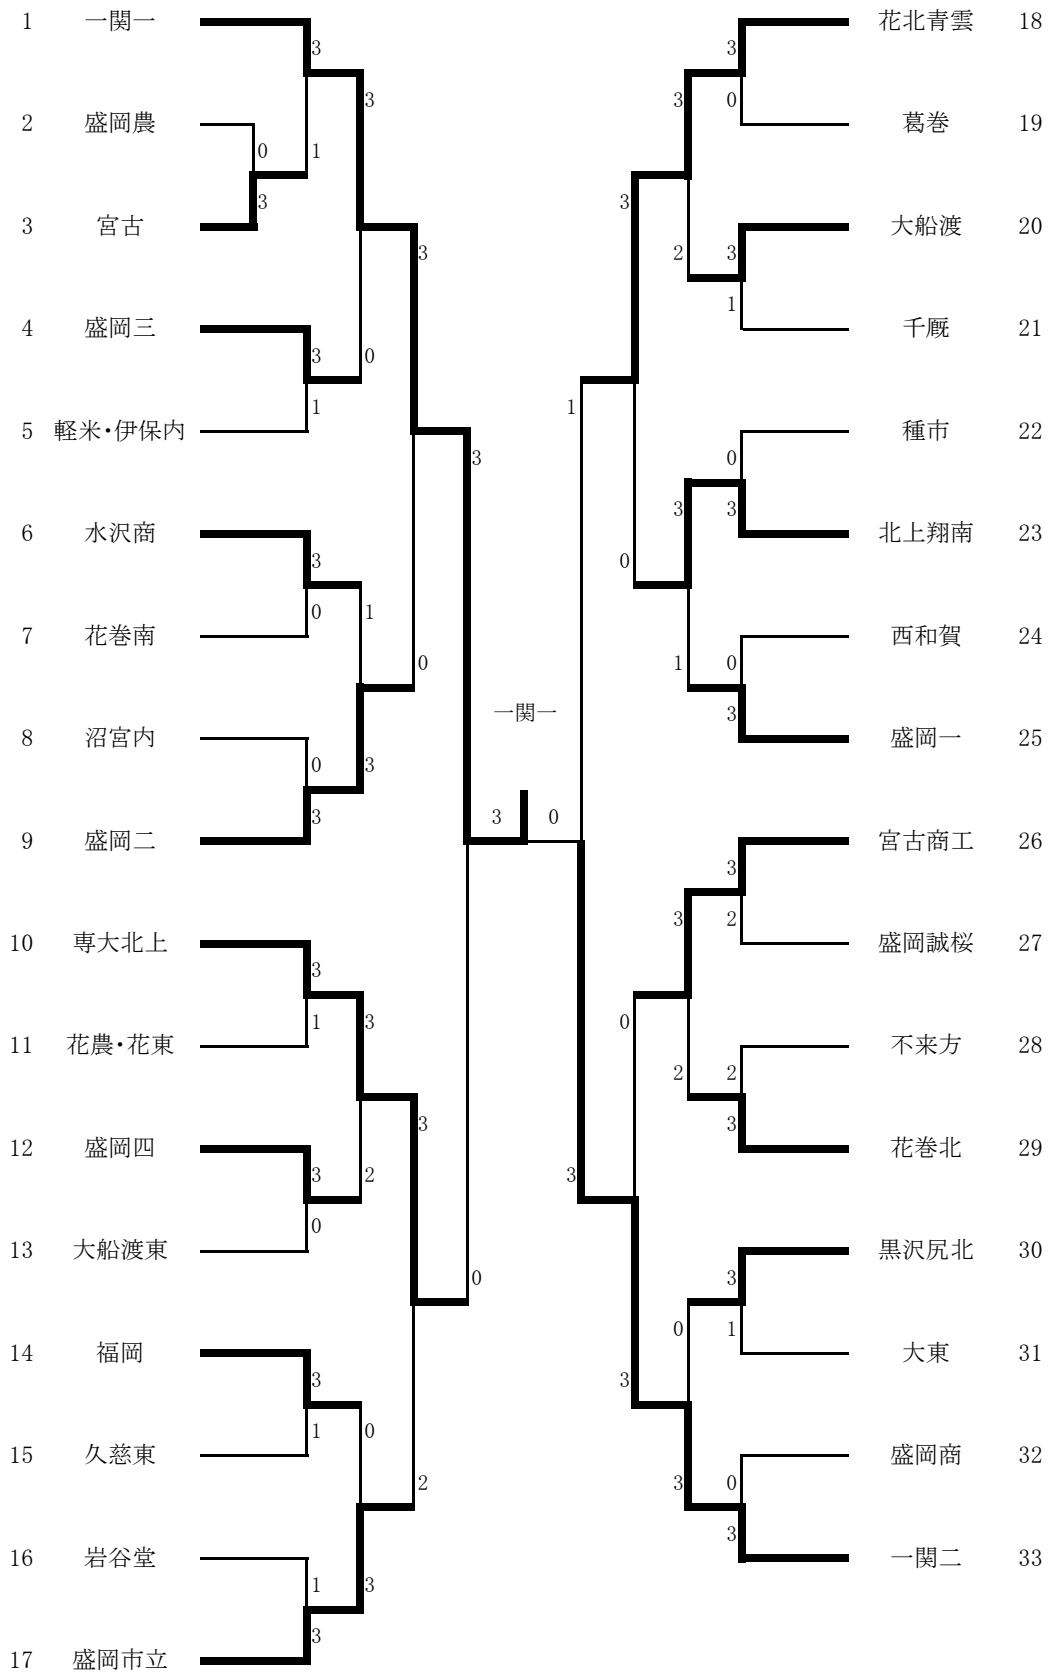 1 一関一
3
3
2 盛岡農
0
1
3
3 宮古
3
4 盛岡三
3
0
1
5 軽米・伊保内
3
6 水沢商
3
0
1
7 花巻南
0
8 沼宮内
0
3
3
9 盛岡二
10 専大北上
3
1
3
11 花農・花東
3
12 盛岡四
3
2
0
13 大船渡東
0
14 福岡
3
1
0
15 久慈東
2
16 岩谷堂
1
3
3
17 盛岡市立
一関一
3 0
花北青雲 18
3
3
0
葛巻 19
3
大船渡 20
2
3
1
千厩 21
1
種市 22
0
3
3
北上翔南 23
0
西和賀 24
1
0
3
盛岡一 25
宮古商工 26
3
3
2
盛岡誠桜 27
0
不来方 28
2
2
3
花巻北 29
3
黒沢尻北 30
3
0
1
大東 31
3
盛岡商 32
3
0
3
一関二 33